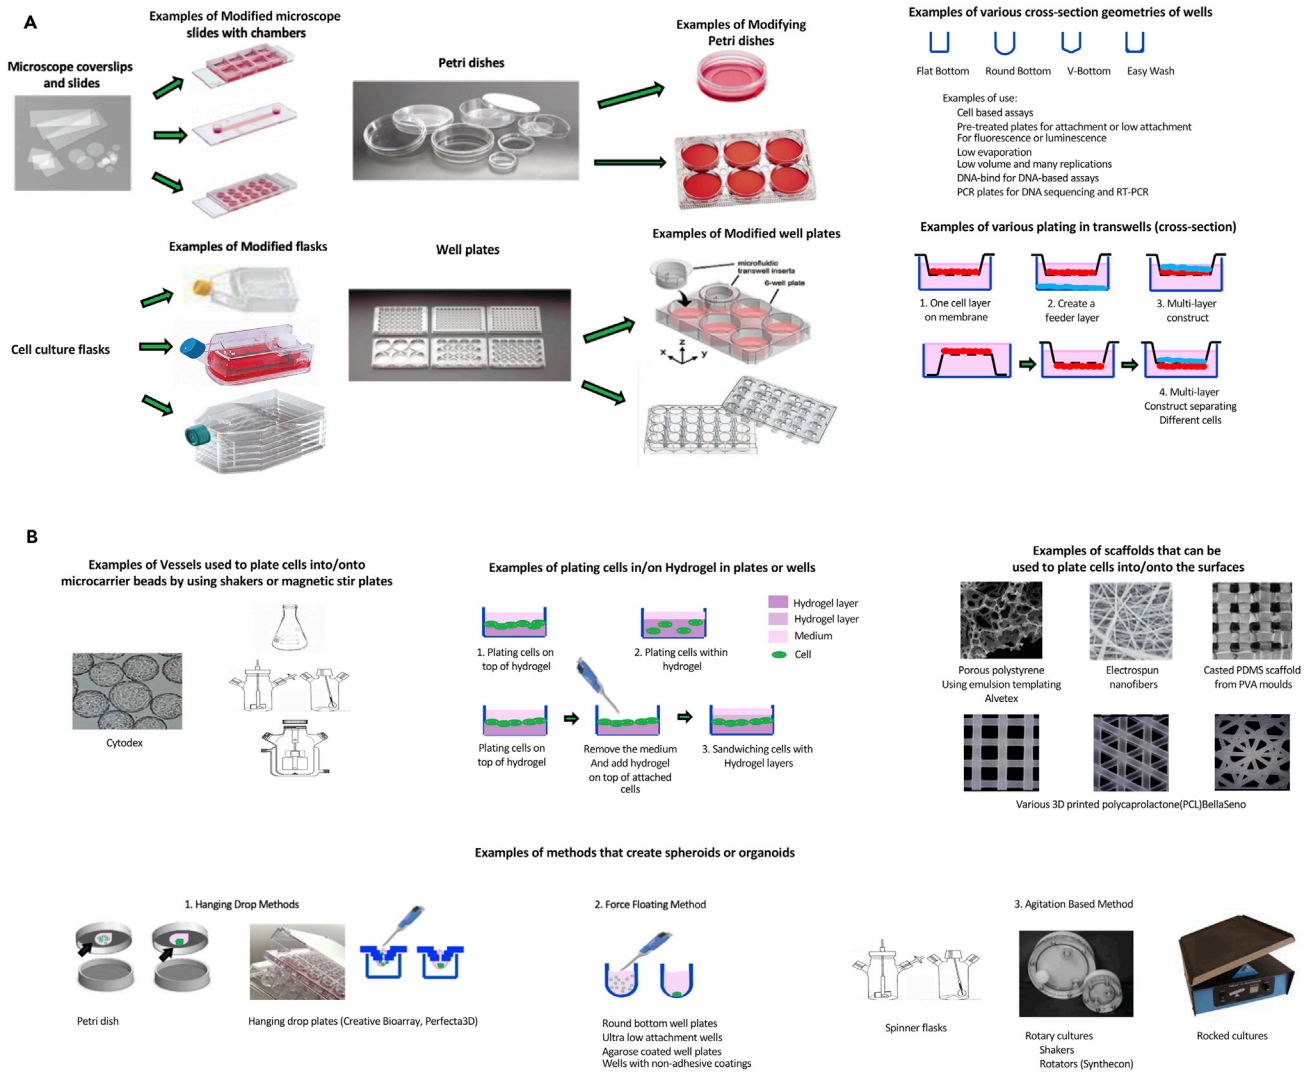 A
Examples of Modified microscope
slides with chambers
Microscope coverslips
and slides
Petri dishes
Examples of Modifying
Petri dishes
Examples of various cross-section geometries of wells
Flat Bottom
Round Bottom
V-Bottom
Easy Wash
Examples of use:
Cell based assays
Pre-treated plates for attachment or low attachment
For fluorescence or luminescence
Low evaporation
Low volume and many replications
DNA-bind for DNA-based assays
PCR plates for DNA sequencing and RT-PCR
Examples of Modified flasks
Cell culture flasks
Well plates
Examples of Modified well plates
microfluidic
transwell inserts
6-well plate
z
x
y
Examples of various plating in transwells (cross-section)
1. One cell layer
on membrane
2. Create a
feeder layer
3. Multi-layer
construct
4. Multi-layer
Construct separating
Different cells
B
Examples of Vessels used to plate cells into/onto
microcarrier beads by using shakers or magnetic stir plates
Cytodex
Examples of plating cells in/on Hydrogel in plates or wells
Hydrogel layer
Hydrogel layer
Medium
Cell
1. Plating cells on
top of hydrogel
2. Plating cells within
hydrogel
Plating cells on
top of hydrogel
Remove the medium
And add hydrogel
on top of attached
cells
3. Sandwiching cells with
Hydrogel layers
Examples of scaffolds that can be
used to plate cells into/onto the surfaces
Porous polystyrene
Using emulsion templating
Alvetex
Electrospun
nanofibers
Casted PDMS scaffold
from PVA moulds
Various 3D printed polycaprolactone(PCL)BellaSeno
Examples of methods that create spheroids or organoids
1. Hanging Drop Methods
Petri dish
Hanging drop plates (Creative Bioarray, Perfecta3D)
2. Force Floating Method
Round bottom well plates
Ultra low attachment wells
Agarose coated well plates
Wells with non-adhesive coatings
3. Agitation Based Method
Spinner flasks
Rotary cultures
Shakers
Rotators (Synthecon)
Rocked cultures